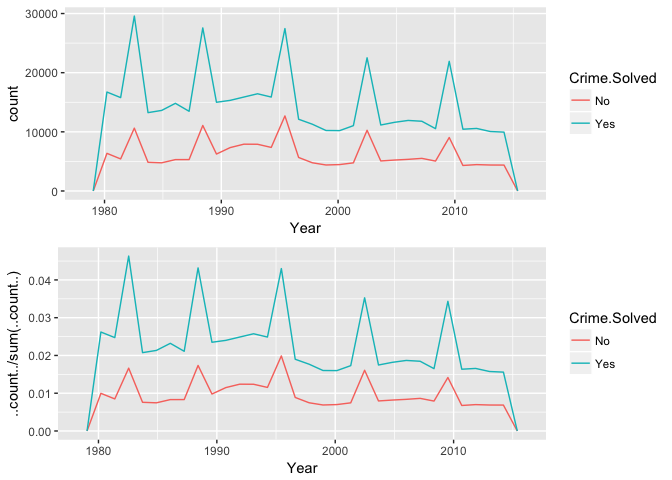 30000
20000
10000
0
count
1980 1990 2000 2010
Year
Crime.Solved
No
Yes
0.04
0.03
0.02
0.01
0.00
..count../sum(..count..)
1980 1990 2000 2010
Year
Crime.Solved
No
Yes